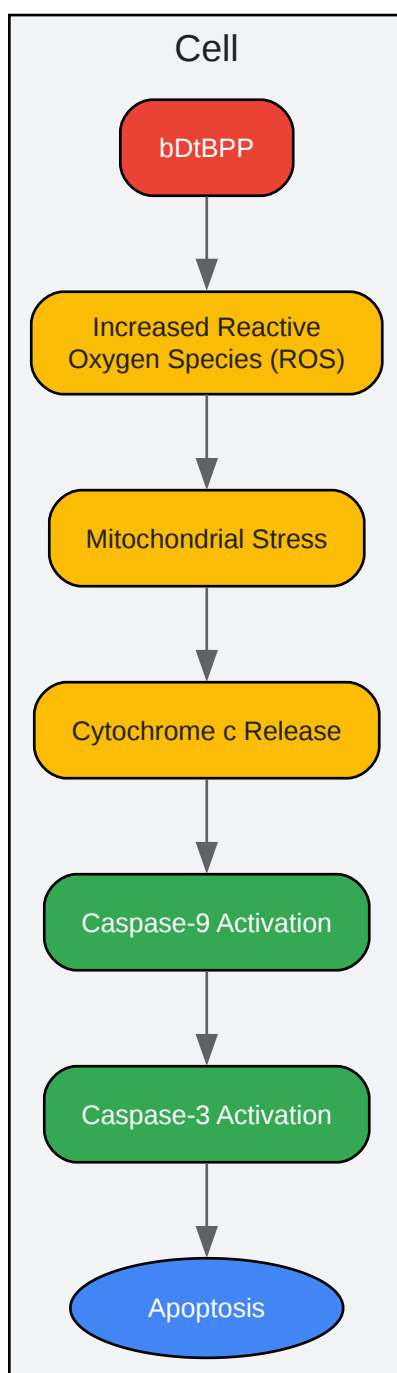 Cell
bDtBPP
Increased Reactive
Oxygen Species (ROS)
Mitochondrial Stress
Cytochrome c Release
Caspase-9 Activation
Caspase-3 Activation
Apoptosis